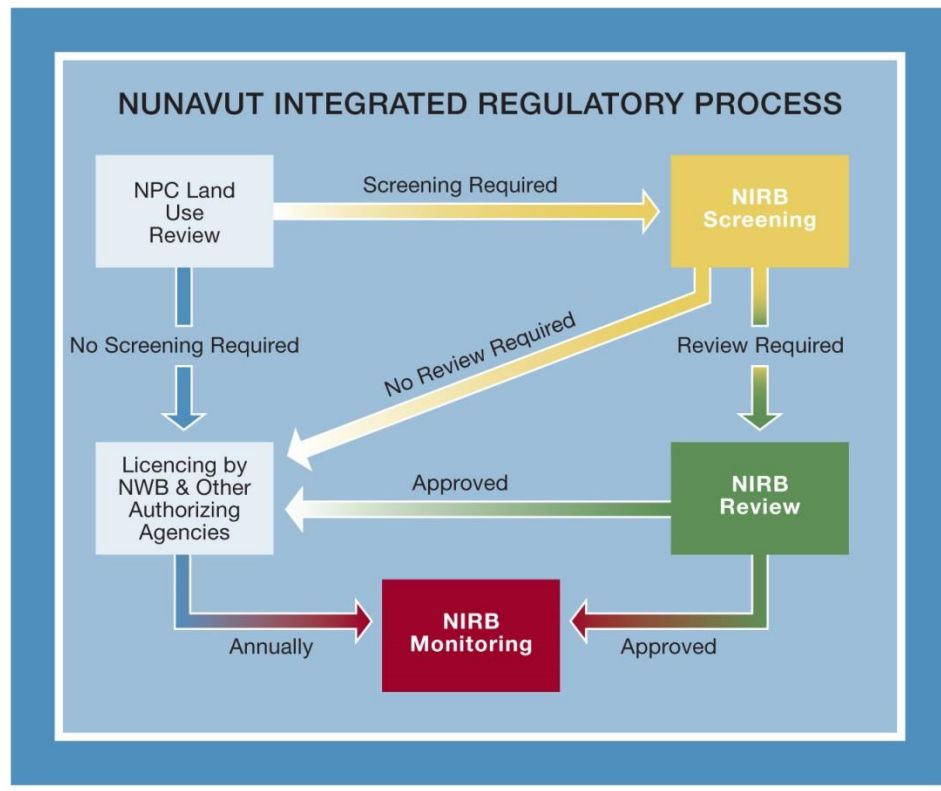 NUNAVUT INTEGRATED REGULATORY PROCESS
NPC Land
Use
Review
Screening Required
NIRB
Screening
No Screening Required
No Review Required
Review Required
Licencing by
NWB & Other
Authorizing
Agencies
Approved
NIRB
Review
Annually
NIRB
Monitoring
Approved